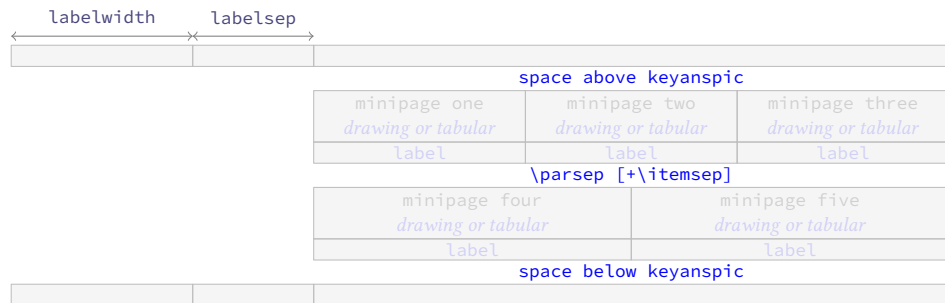 labelwidth labelsep
space above keyanspic
minipage one minipage two minipage three
drawing or tabular drawing or tabular drawing or tabular
label label label
\parsep [+\itemsep]
minipage four minipage five
drawing or tabular drawing or tabular
label label
space below keyanspic